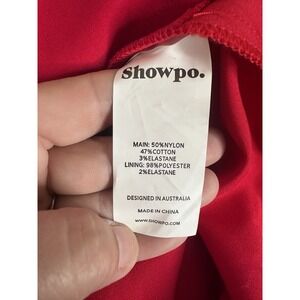 showpo.
MAIN: 50%NYLON
47%COTTON
3%ELASTANE
LINING: 98%POLYESTER
2%ELASTANE
DESIGNED IN AUSTRALIA
MADE IN CHINA
WWW.SHOWPO.COM